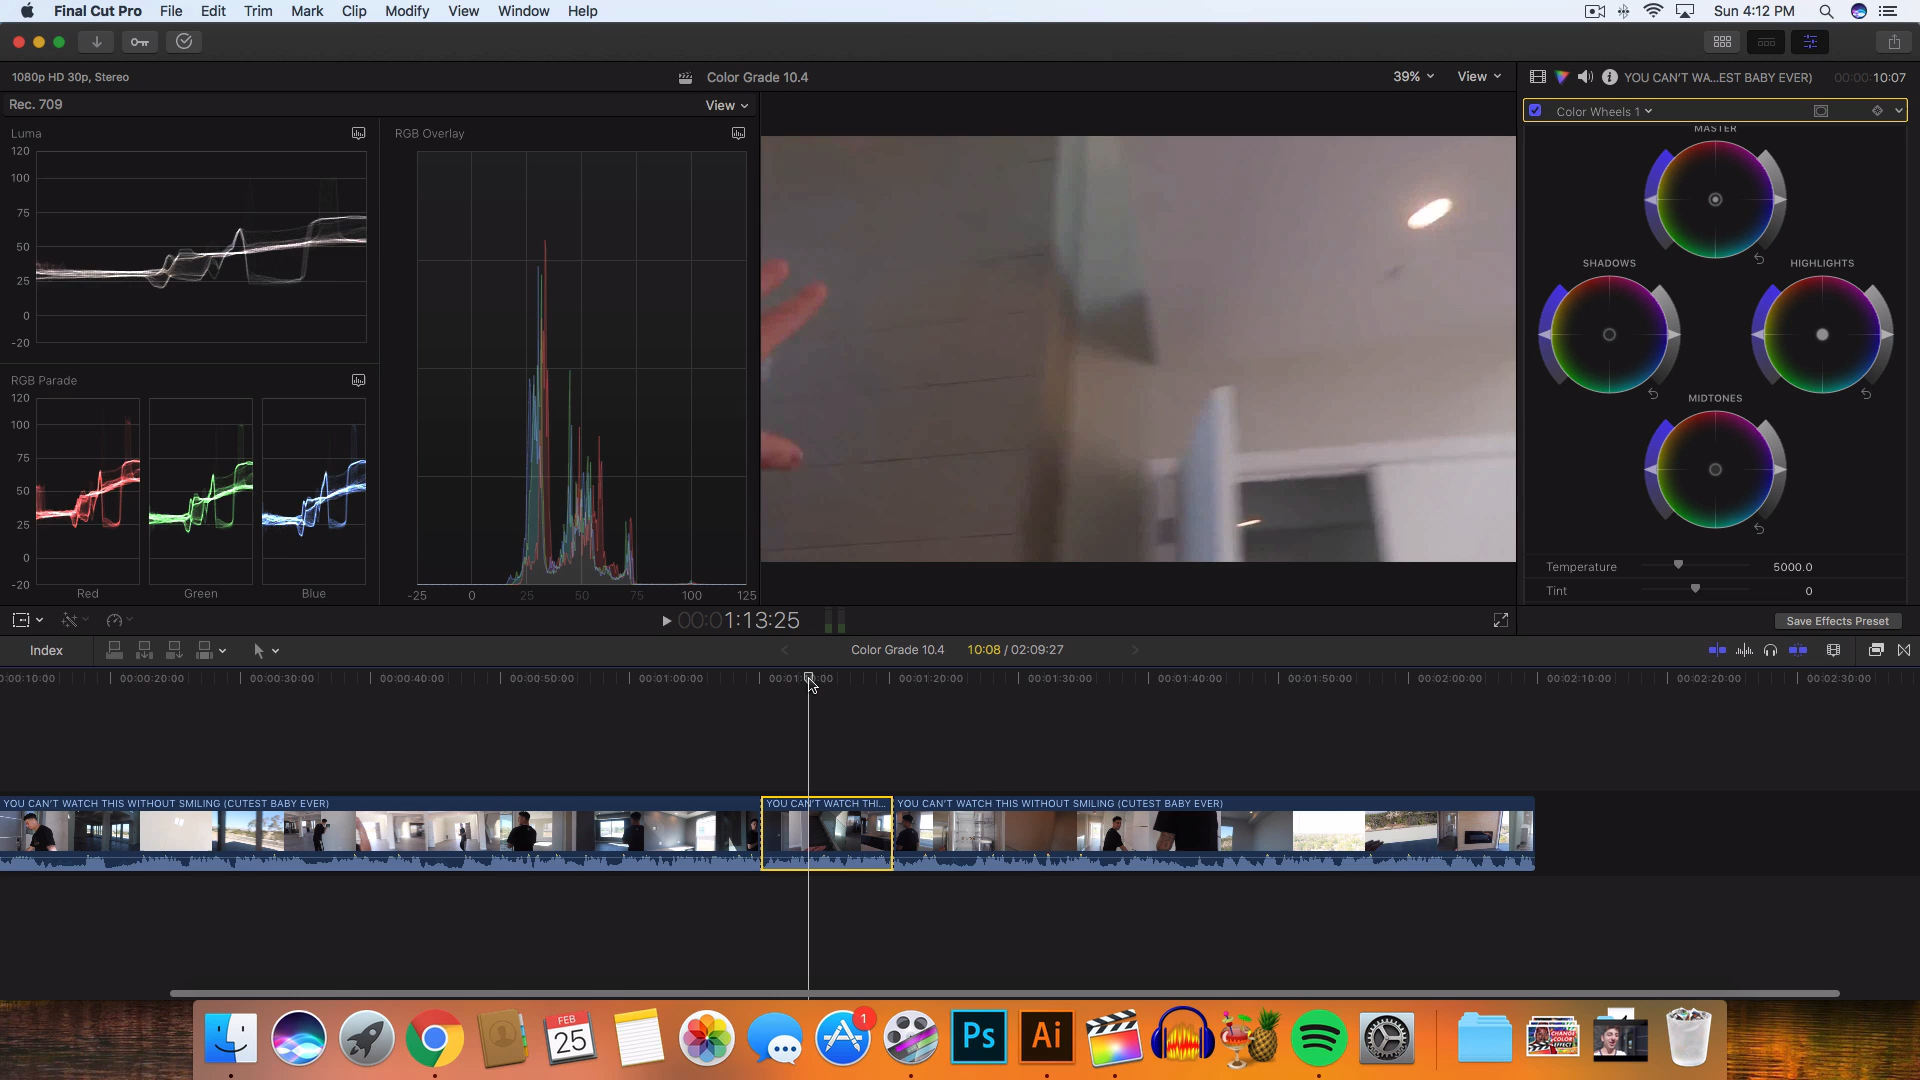 Final Cut Pro File Edit Trim Mark Clip Modify View Window Help
Sun 4:12 PM
1080p HD 30p, Stereo
Color Grade 10.4
39%
View
YOU CAN'T WA...EST BABY EVER)
00:00:10:07
Rec. 709
View
Color Wheels 1
Luma
RGB Overlay
MASTER
120
100
75
50
25
0
-20
SHADOWS
HIGHLIGHTS
RGB Parade
MIDTONES
120
100
75
50
25
0
-20
Red
Green
Blue
-25 0 25 50 75 100 125
Temperature
5000.0
Tint
0
00:01:13:25
Save Effects Preset
Index
Color Grade 10.4
10:08 / 02:09:27
0:00:10:00 00:00:20:00 00:00:30:00 00:00:40:00 00:00:50:00 00:01:00:00 00:01:20:00 00:01:30:00 00:01:40:00 00:01:50:00 00:02:00:00 00:02:10:00 00:02:20:00 00:02:30:00
YOU CAN'T WATCH THIS WITHOUT SMILING (CUTEST BABY EVER)
YOU CAN'T WATCH THI...
YOU CAN'T WATCH THIS WITHOUT SMILING (CUTEST BABY EVER)
FEB
25
1
Ps
Ai
CHANGE
COLOR
EFFECT